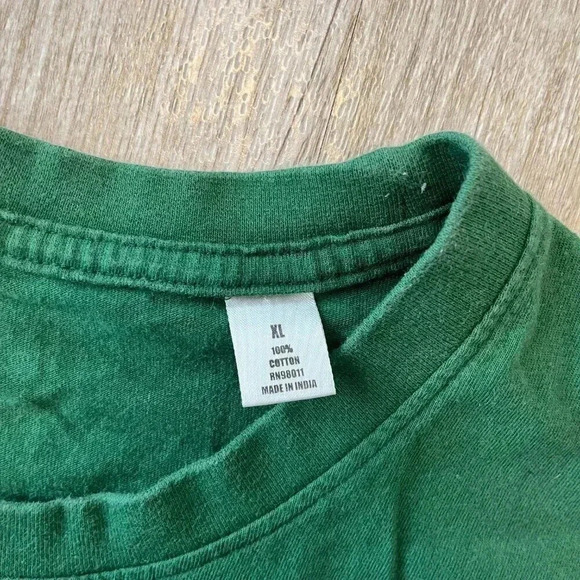 XL
100%
COTTON
RN98011
MADE IN INDIA